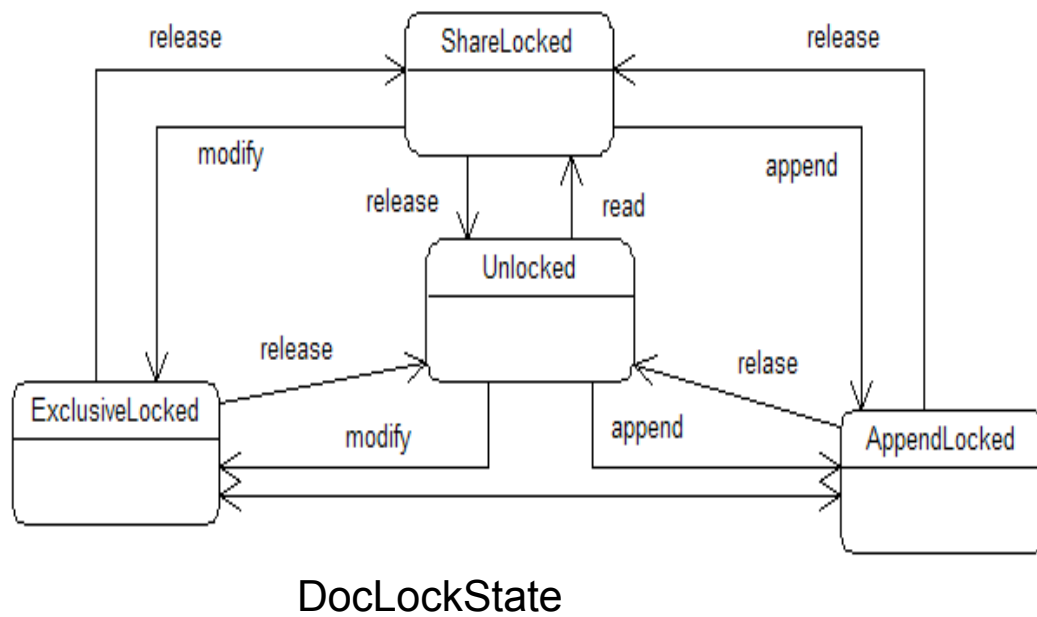 release
ShareLocked
release
modify
append
release
read
Unlocked
release
relase
ExclusiveLocked
modify
append
AppendLocked
DocLockState